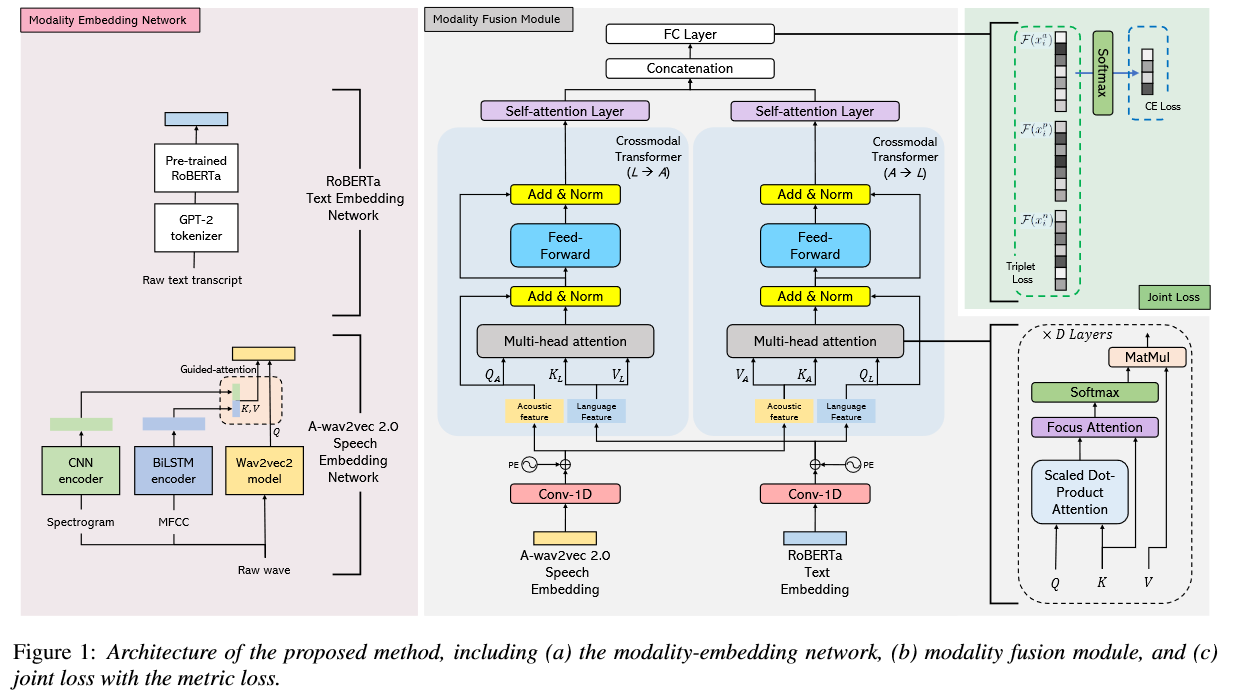 Modality Embedding Network
Pre-trained
RoBERTa
GPT-2
tokenizer
Raw text transcript
RoBERTa
Text Embedding
Network
Guided-attention
K, V
Q
CNN
encoder
BiLSTM
encoder
Wav2vec2
model
Spectrogram
MFCC
Raw wave
A-wav2vec 2.0
Speech
Embedding
Network
Modality Fusion Module
FC Layer
Concatenation
Self-attention Layer
Self-attention Layer
Crossmodal
Transformer
(L → A)
Crossmodal
Transformer
(A → L)
Add & Norm
Add & Norm
Feed-
Forward
Feed-
Forward
Add & Norm
Add & Norm
Multi-head attention
Multi-head attention
Q_A
K_L
V_L
V_A
K_A
Q_L
Acoustic
feature
Language
Feature
Acoustic
feature
Language
Feature
PE
PE
Conv-1D
Conv-1D
A-wav2vec 2.0
Speech
Embedding
RoBERTa
Text
Embedding
F(x_i^a)
Softmax
CE Loss
F(x_i^p)
F(x_i^n)
Triplet
Loss
Joint Loss
× D Layers
MatMul
Softmax
Focus Attention
Scaled Dot-
Product
Attention
Q
K
V
Figure 1: Architecture of the proposed method, including (a) the modality-embedding network, (b) modality fusion module, and (c)
joint loss with the metric loss.